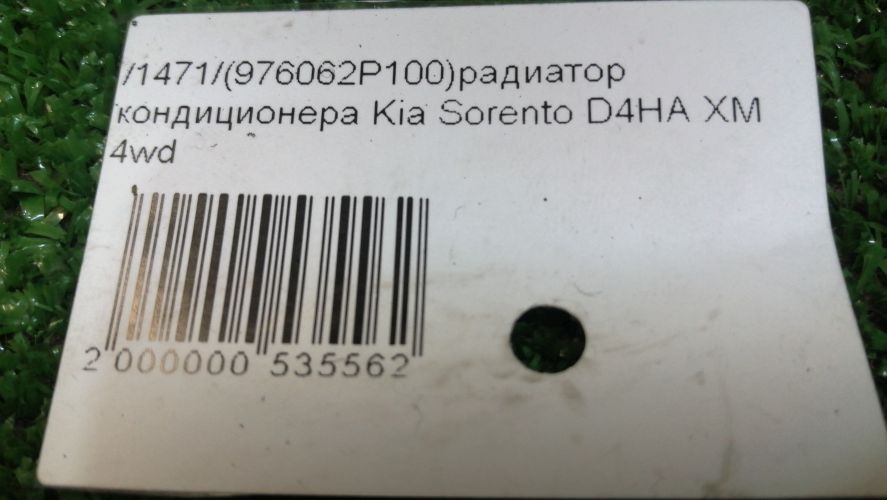 /1471/(976062P100)радиатор
кондиционера Kia Sorento D4HA XM
4wd
2 000000 535562